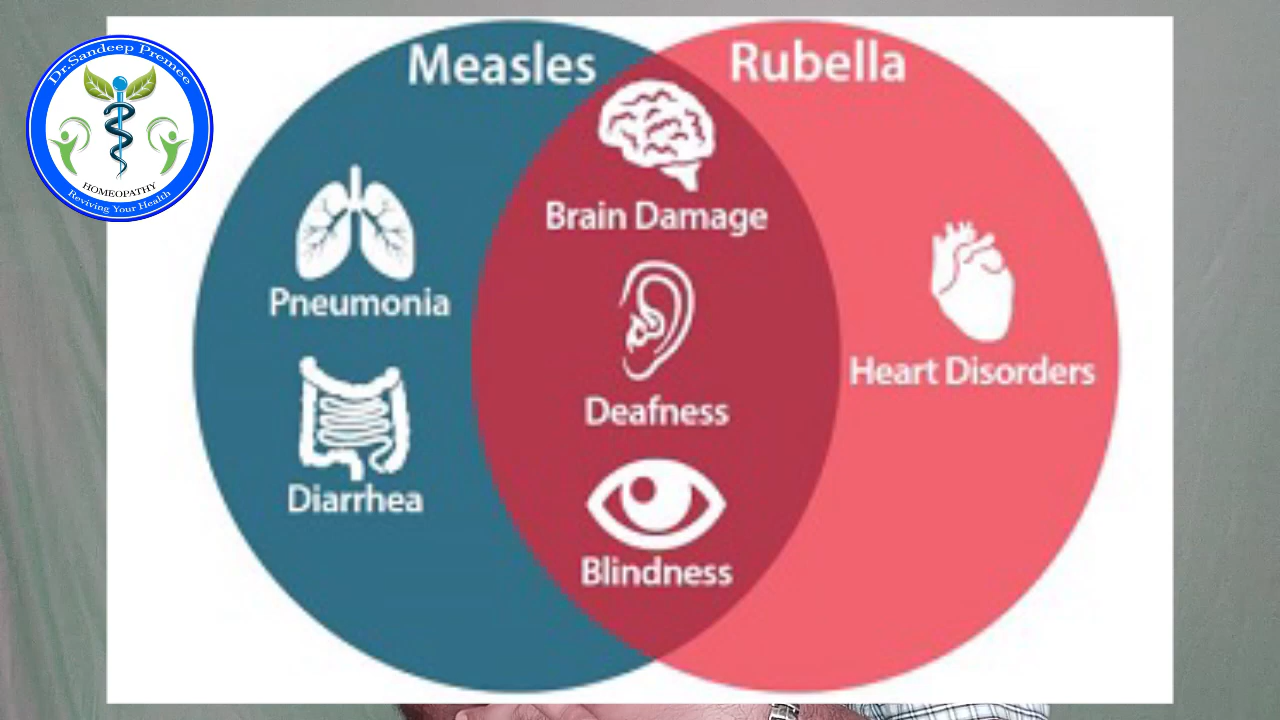 Dr.Sandeep Premee
HOMEOPATHY
Reviving Your Health
Measles
Rubella
Brain Damage
Pneumonia
Heart Disorders
Deafness
Diarrhea
Blindness